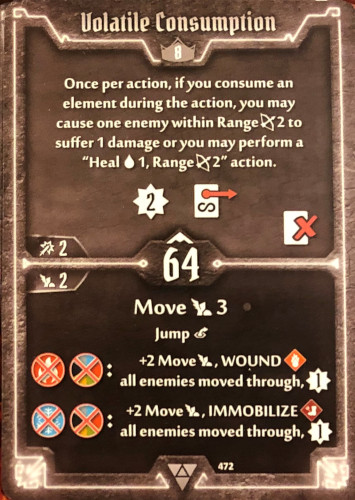 Volatile Consumption
8
Once per action, if you consume an
element during the action, you may
cause one enemy within Range 2 to
suffer 1 damage or you may perform a
“Heal 1, Range 2” action.
2
2
64
2
Move 3
Jump
: +2 Move , WOUND
all enemies moved through, 1
: +2 Move , IMMOBILIZE
all enemies moved through, 1
472